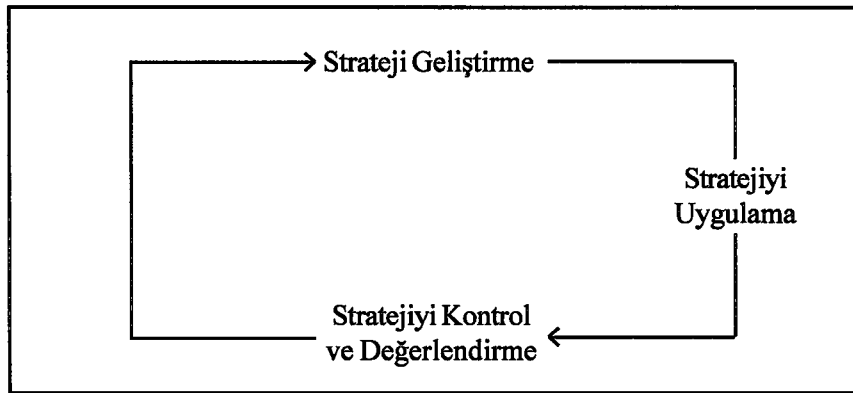 Strateji Geliştirme
Stratejiyi
Uygulama
Stratejiyi Kontrol
ve Değerlendirme